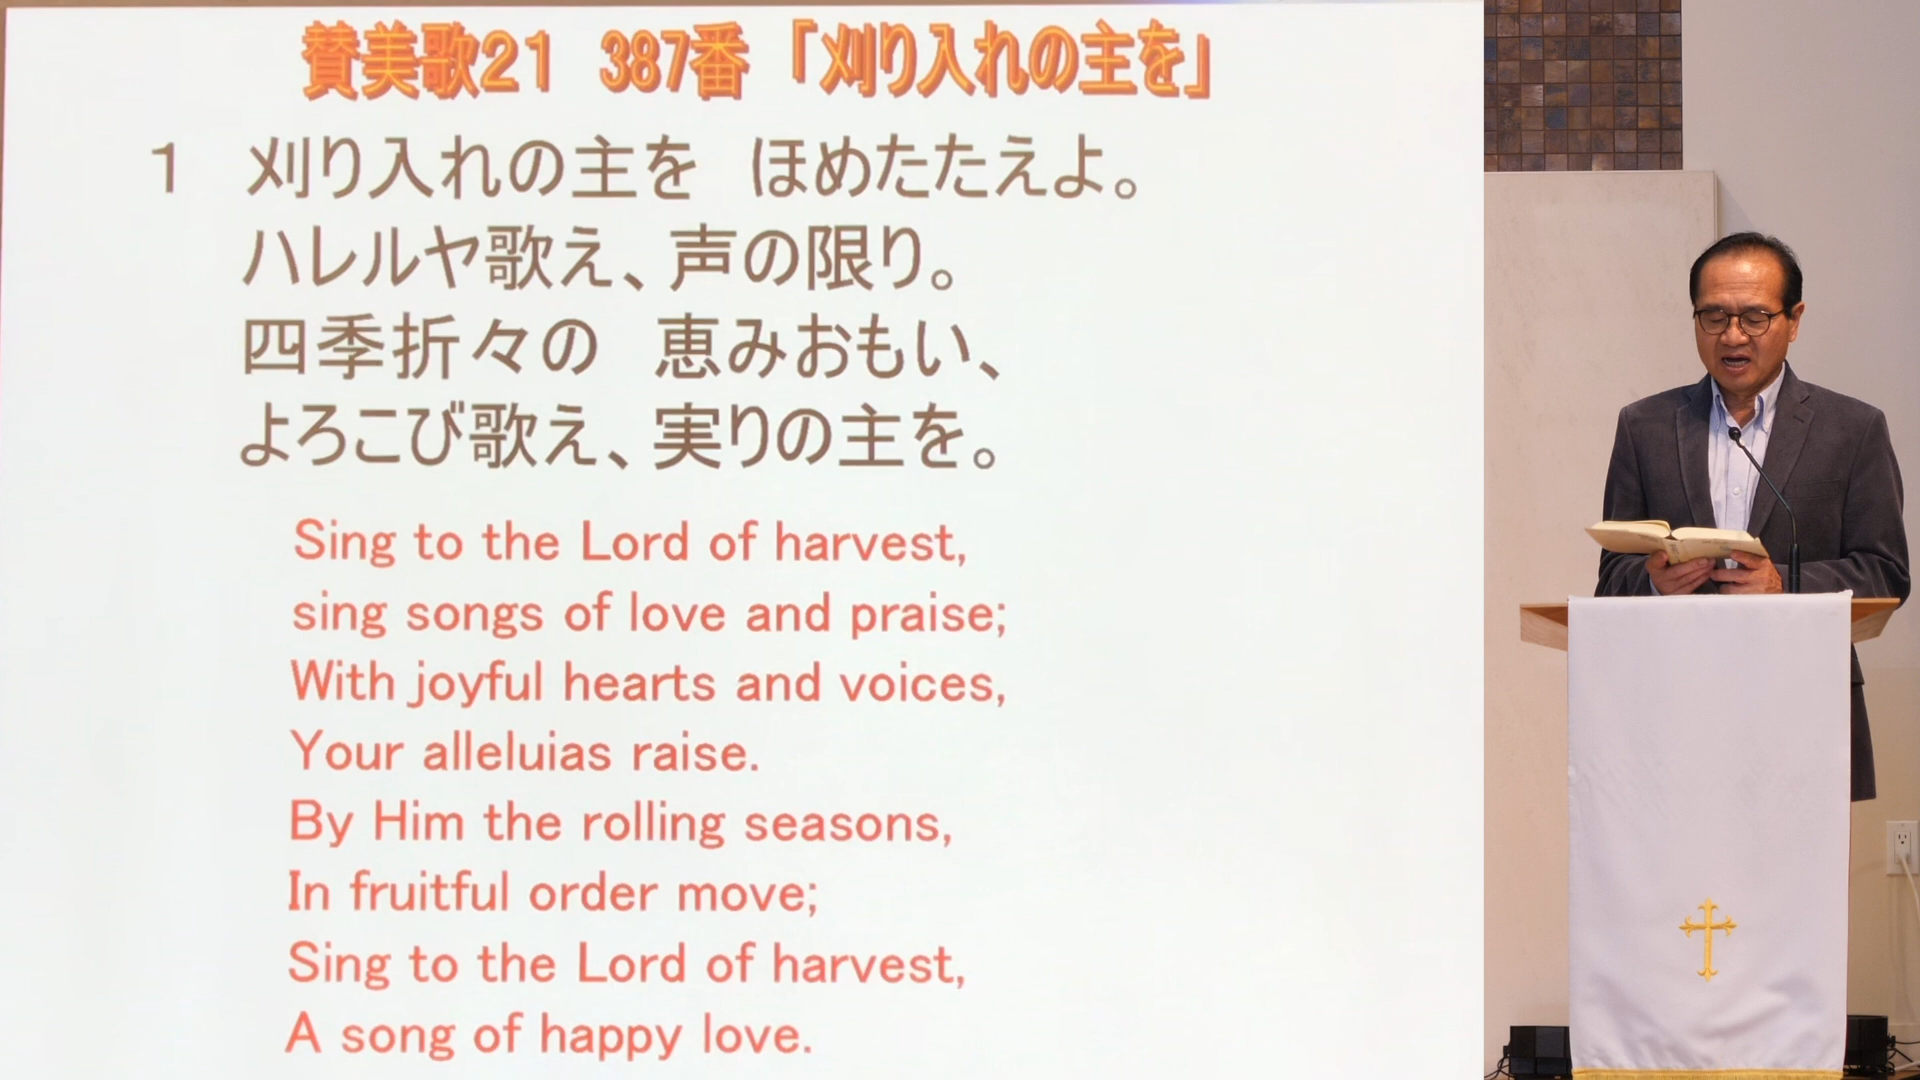 賛美歌21　387番「刈り入れの主を」
1　刈り入れの主を　ほめたたえよ。
ハレルヤ歌え、声の限り。
四季折々の　恵みおもい、
よろこび歌え、実りの主を。
Sing to the Lord of harvest,
sing songs of love and praise;
With joyful hearts and voices,
Your alleluias raise.
By Him the rolling seasons,
In fruitful order move;
Sing to the Lord of harvest,
A song of happy love.